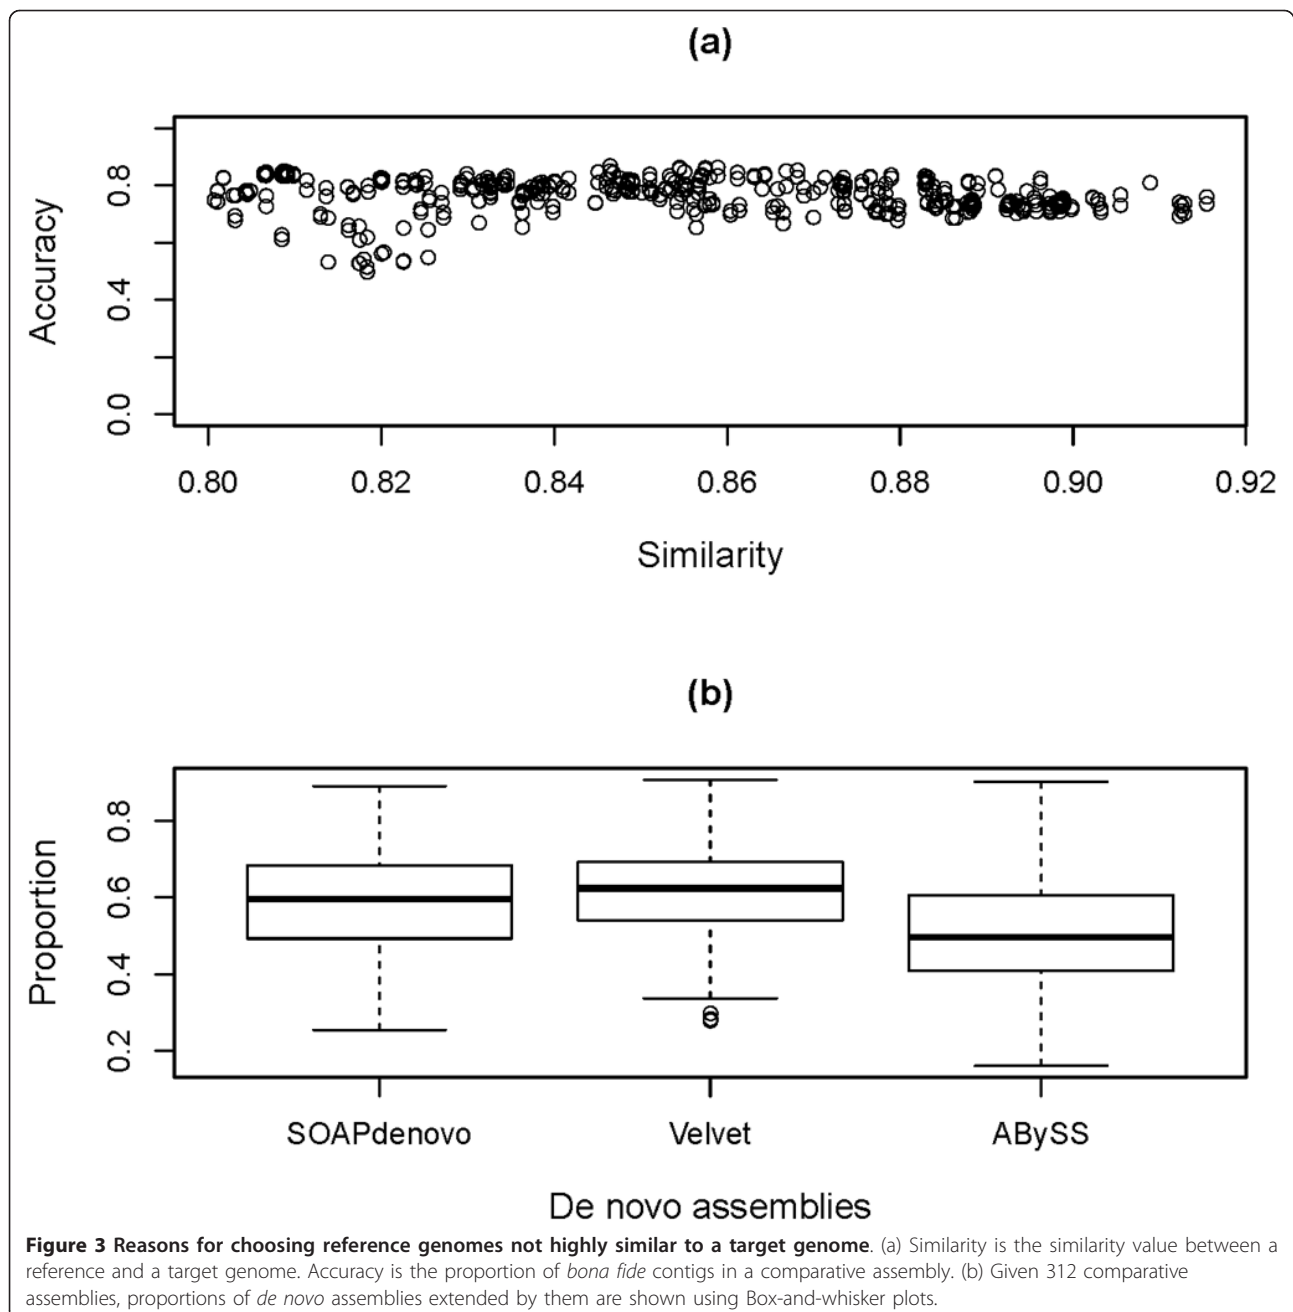 (a)
Accuracy
0.8
0.4
0.0
0.80 0.82 0.84 0.86 0.88 0.90 0.92
Similarity
(b)
Proportion
0.8
0.6
0.4
0.2
SOAPdenovo Velvet ABySS
De novo assemblies
Figure 3 Reasons for choosing reference genomes not highly similar to a target genome. (a) Similarity is the similarity value between a
reference and a target genome. Accuracy is the proportion of bona fide contigs in a comparative assembly. (b) Given 312 comparative
assemblies, proportions of de novo assemblies extended by them are shown using Box-and-whisker plots.